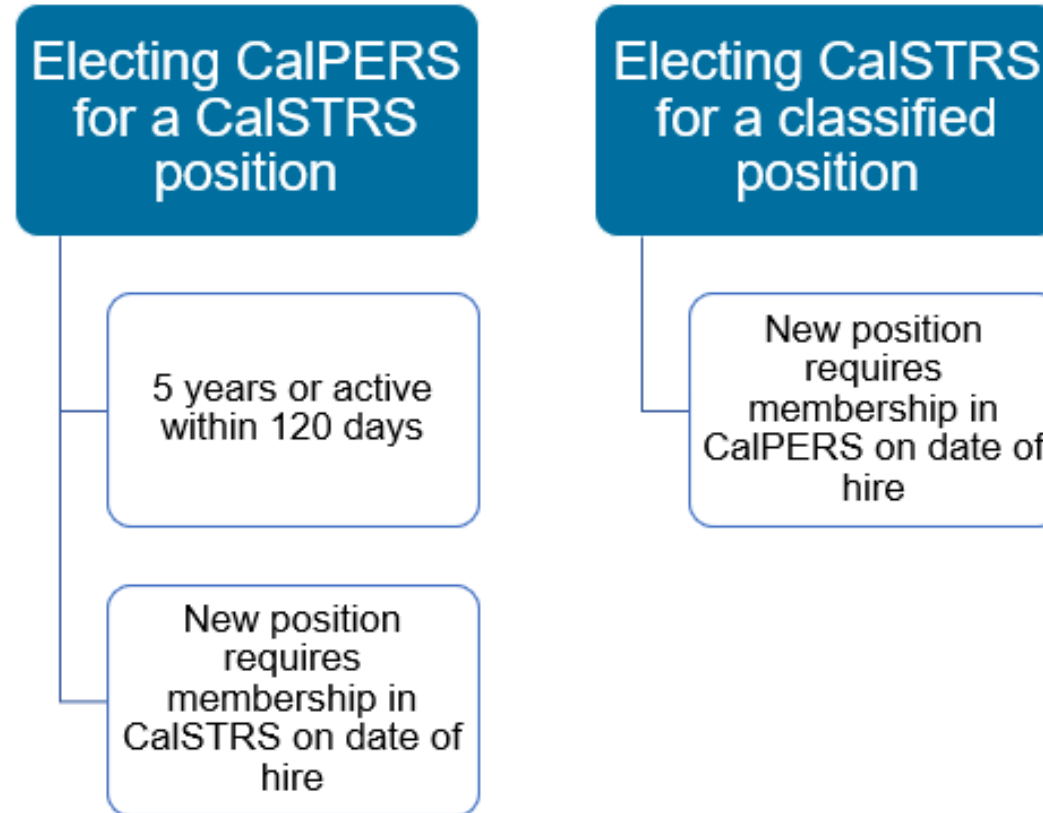 Electing CalPERS
for a CalSTRS
position
5 years or active
within 120 days
New position
requires
membership in
CalSTRS on date of
hire
Electing CalSTRS
for a classified
position
New position
requires
membership in
CalPERS on date of
hire